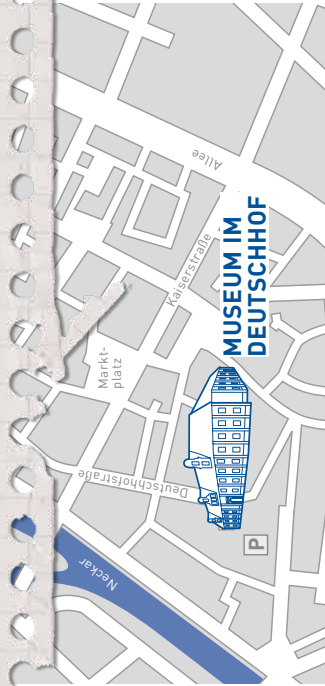 Allee
Kaiserstraße
MUSEUM IM
DEUTSCHHOF
Markt-
platz
Deutschhofstraße
P
Neckar